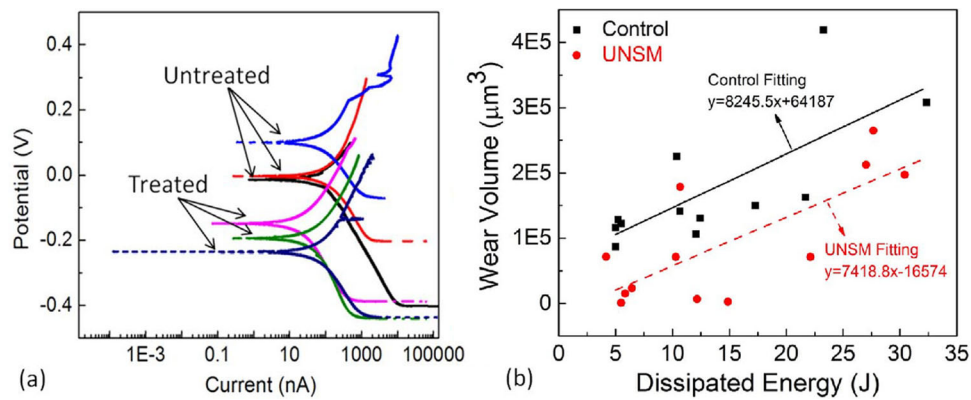 0.4
0.2
0.0
-0.2
-0.4
Potential (V)
Untreated
Treated
1E-3
0.1
10
1000
100000
Current (nA)
(a)
4E5
3E5
2E5
1E5
0
Wear Volume (μm³)
Control
UNSM
Control Fitting
y=8245.5x+64187
UNSM Fitting
y=7418.8x-16574
0
5
10
15
20
25
30
35
Dissipated Energy (J)
(b)